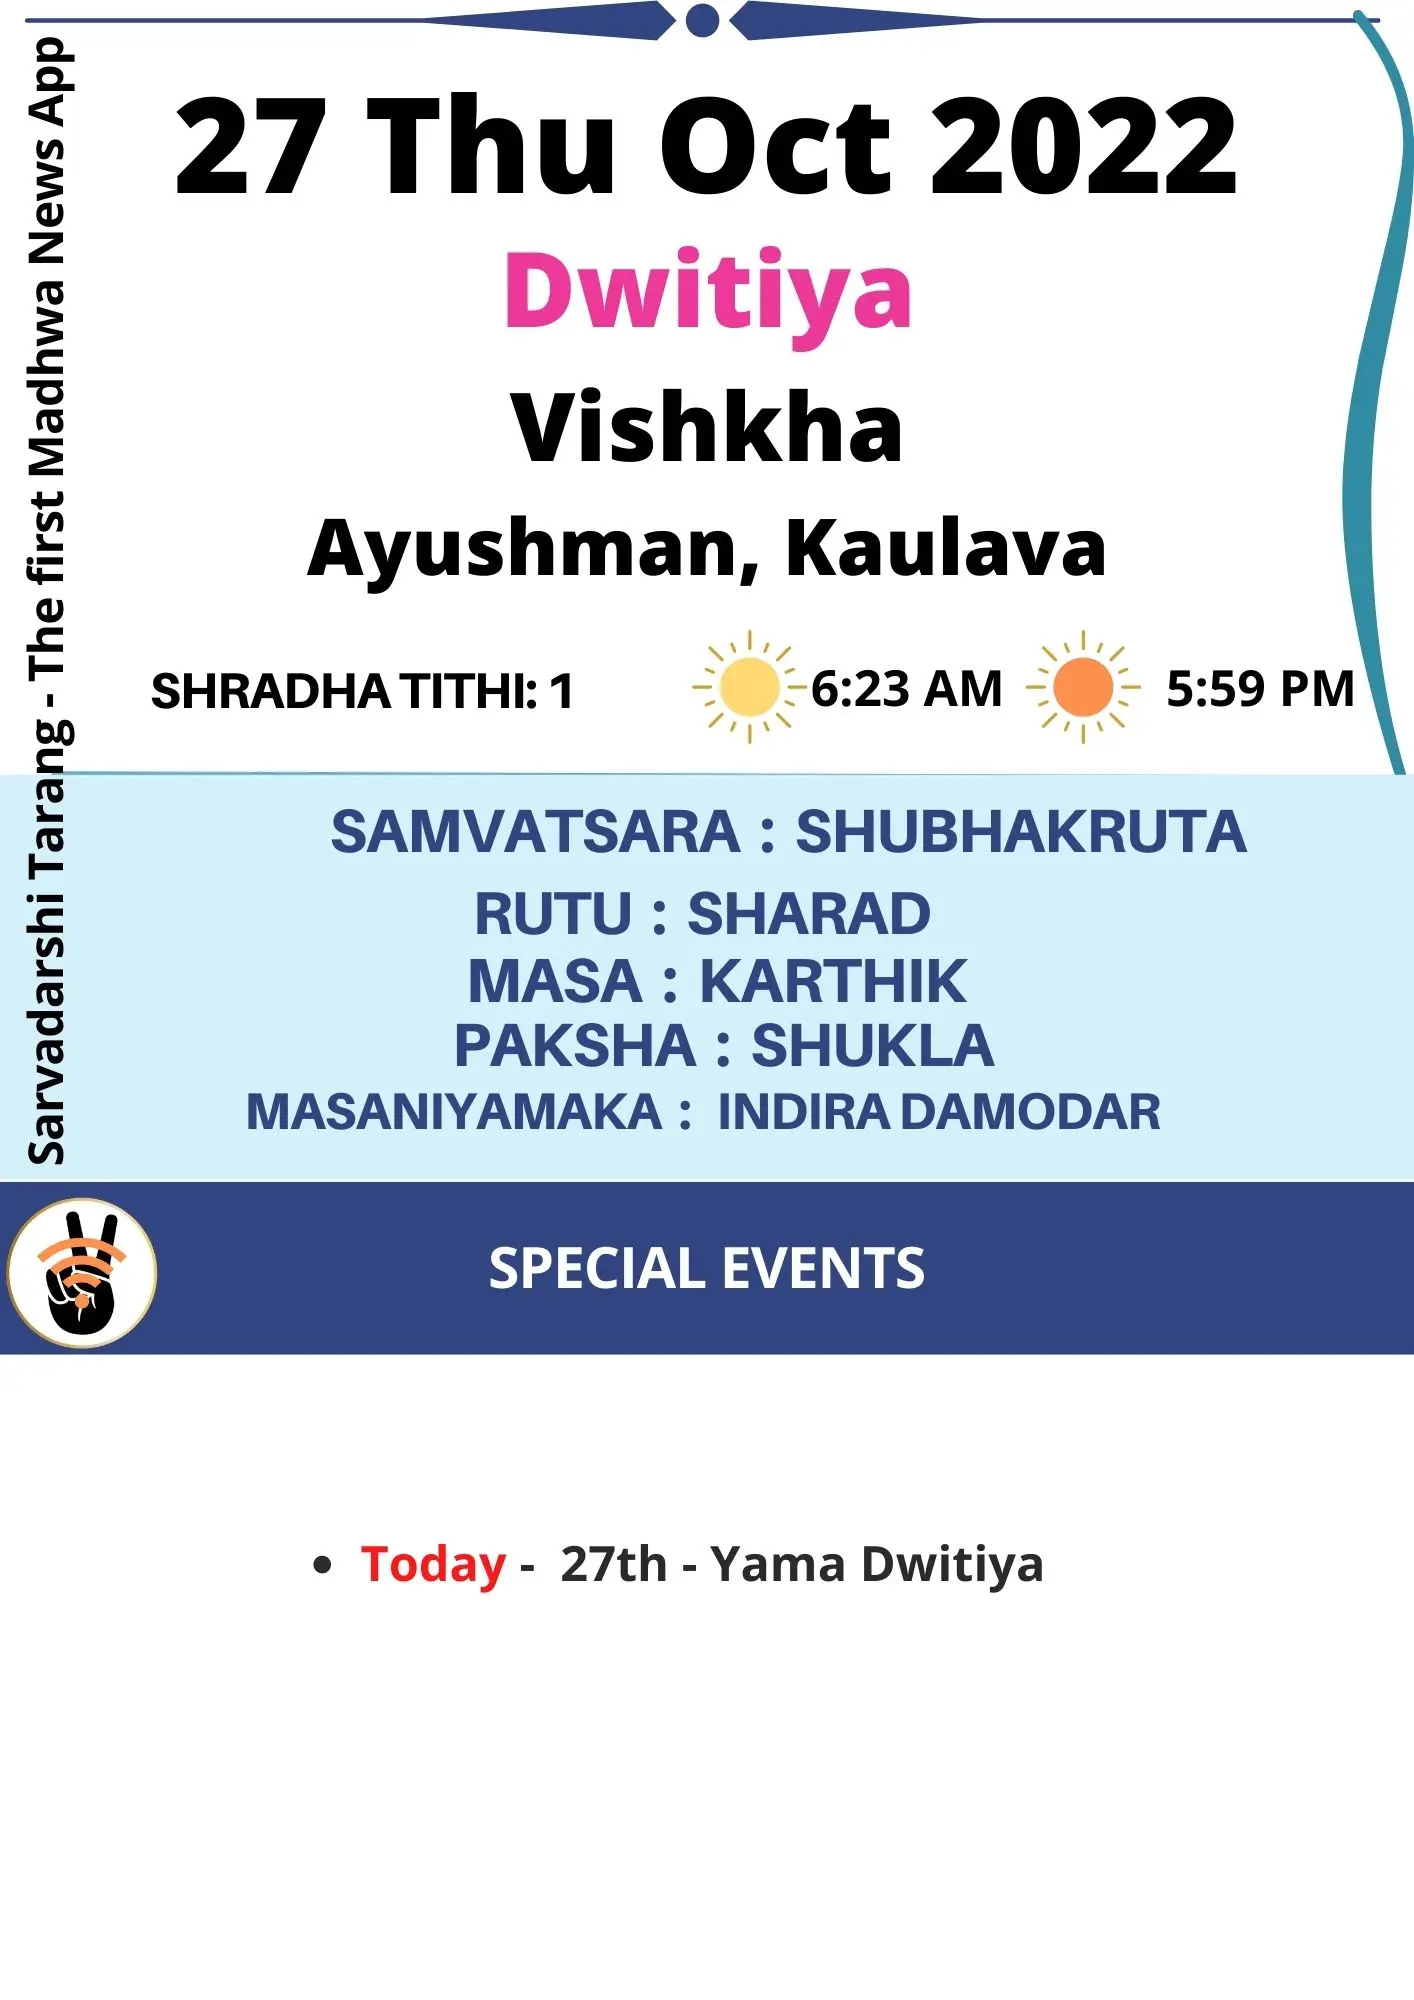 27 Thu Oct 2022
Dwitiya
Vishkha
Ayushman, Kaulava
SHRADHA TITHI: 1 6:23 AM 5:59 PM
SAMVATSARA : SHUBHAKRUTA
RUTU : SHARAD
MASA : KARTHIK
PAKSHA : SHUKLA
MASANIYAMAKA : INDIRA DAMODAR
Sarvadarshi Tarang - The first Madhwa News App
SPECIAL EVENTS
• Today - 27th - Yama Dwitiya